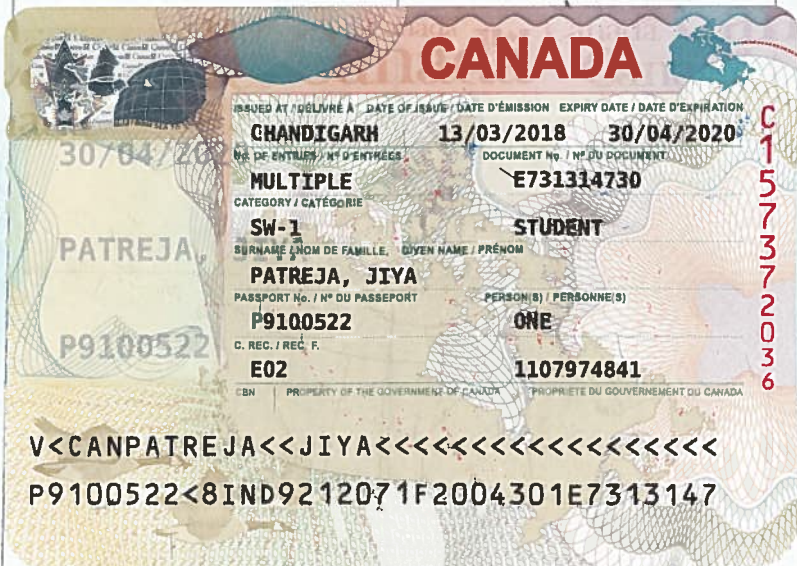 CANADA
ISSUED AT / DÉLIVRÉ À DATE OF ISSUE / DATE D'ÉMISSION EXPIRY DATE / DATE D'EXPIRATION
CHANDIGARH 13/03/2018 30/04/2020
No. OF ENTRIES / Nº D'ENTRÉES DOCUMENT No. / Nº DU DOCUMENT
MULTIPLE E731314730
CATEGORY / CATÉGORIE
SW-1 STUDENT
SURNAME / NOM DE FAMILLE, GIVEN NAME / PRÉNOM
PATREJA, JIYA
PASSPORT No. / Nº DU PASSEPORT PERSON(S) / PERSONNE(S)
P9100522 ONE
C. REC. / REC. F.
E02 1107974841
CBN PROPERTY OF THE GOVERNMENT OF CANADA PROPRIÉTÉ DU GOUVERNEMENT DU CANADA
C157372036
30/04/20
PATREJA,
P9100522
V<CANPATREJA<<JIYA<<<<<<<<<<<<<<<<<<
P9100522<8IND9212071F2004301E7313147